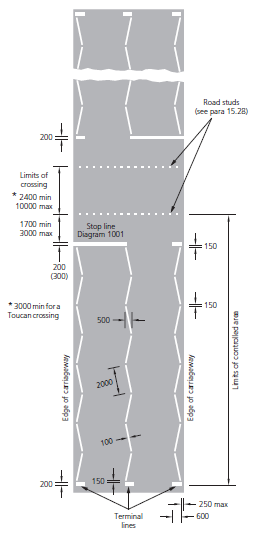 Road studs
(see para 15.28)
200
Limits of
crossing
* 2400 min
10000 max
1700 min
3000 max
Stop line
Diagram 1001
200
(300)
150
* 3000 min for a
Toucan crossing
150
500
Limits of controlled area
Edge of carriageway
Edge of carriageway
2000
100
200
150
250 max
600
Terminal
lines